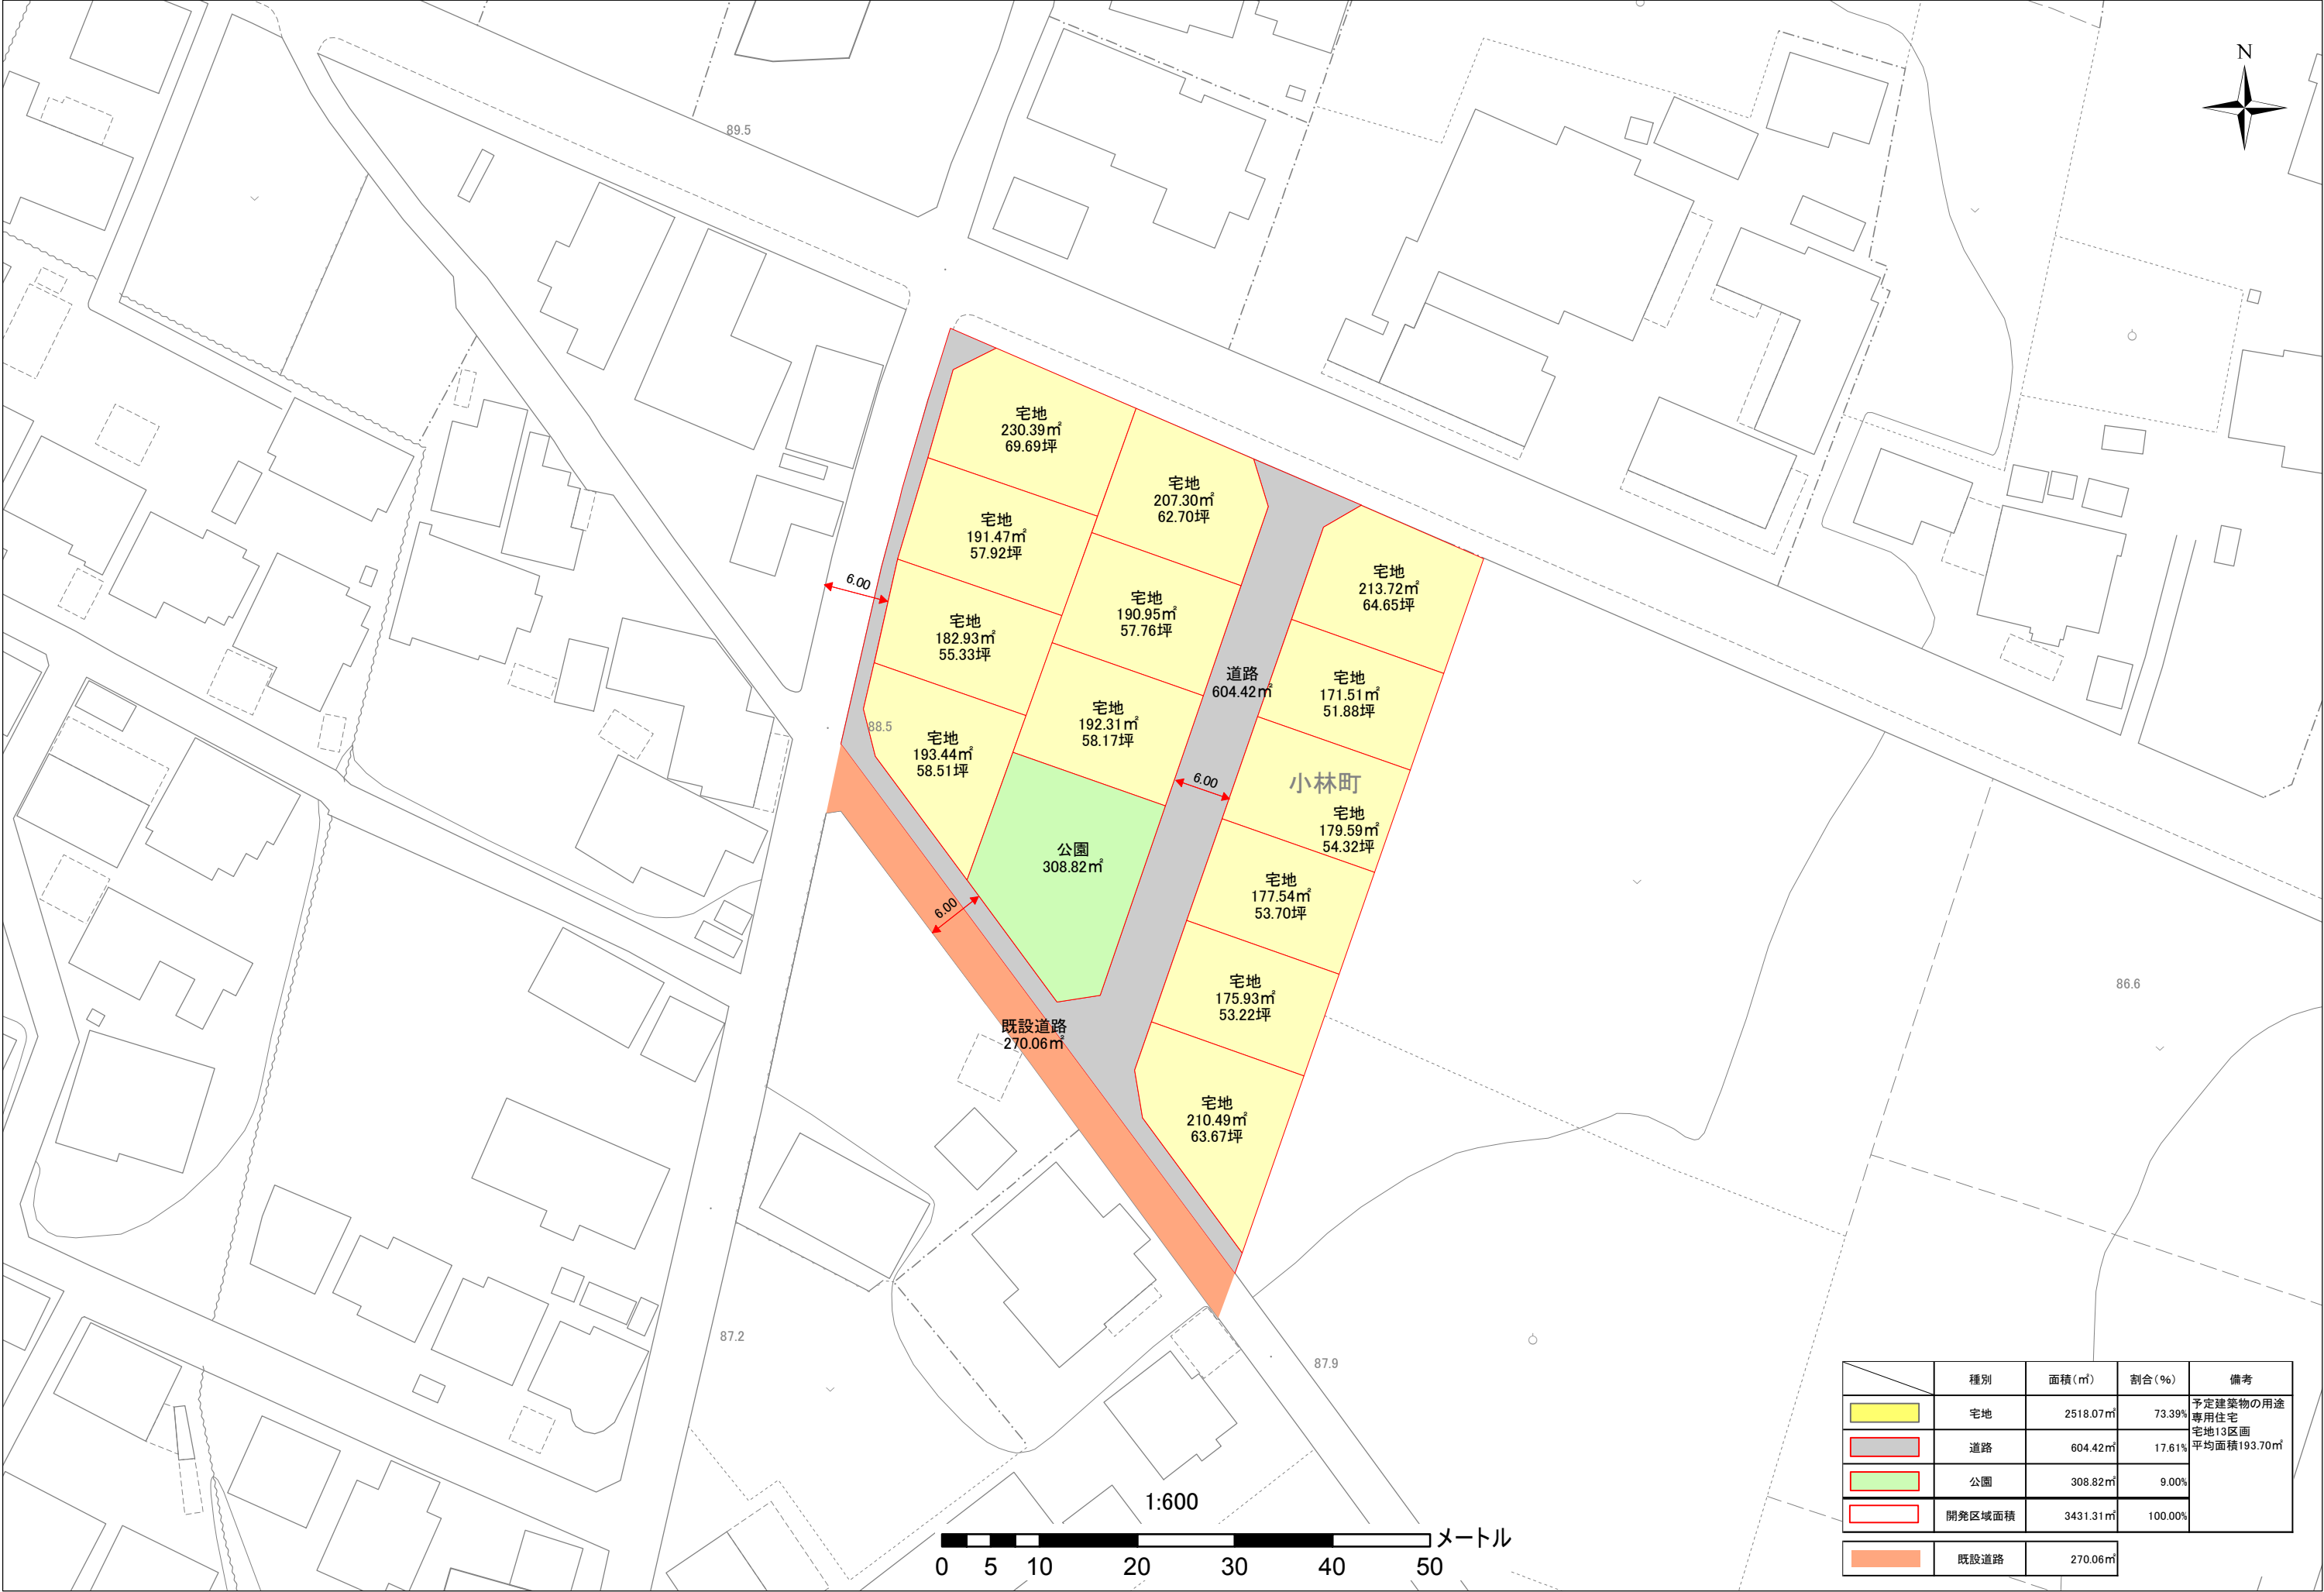 N
89.5
宅地
230.39㎡
69.69坪
宅地
207.30㎡
62.70坪
宅地
191.47㎡
57.92坪
宅地
213.72㎡
64.65坪
6.00
宅地
190.95㎡
57.76坪
宅地
182.93㎡
55.33坪
道路
604.42㎡
宅地
171.51㎡
51.88坪
宅地
192.31㎡
58.17坪
88.5
宅地
193.44㎡
58.51坪
6.00
小林町
宅地
179.59㎡
54.32坪
公園
308.82㎡
宅地
177.54㎡
53.70坪
6.00
宅地
175.93㎡
53.22坪
86.6
既設道路
270.06㎡
宅地
210.49㎡
63.67坪
87.2
87.9
種別 面積(㎡) 割合(%) 備考
宅地 2518.07㎡ 73.39%
道路 604.42㎡ 17.61%
公園 308.82㎡ 9.00%
開発区域面積 3431.31㎡ 100.00%
予定建築物の用途
専用住宅
宅地13区画
平均面積193.70㎡
既設道路 270.06㎡
1:600
メートル
0 5 10 20 30 40 50